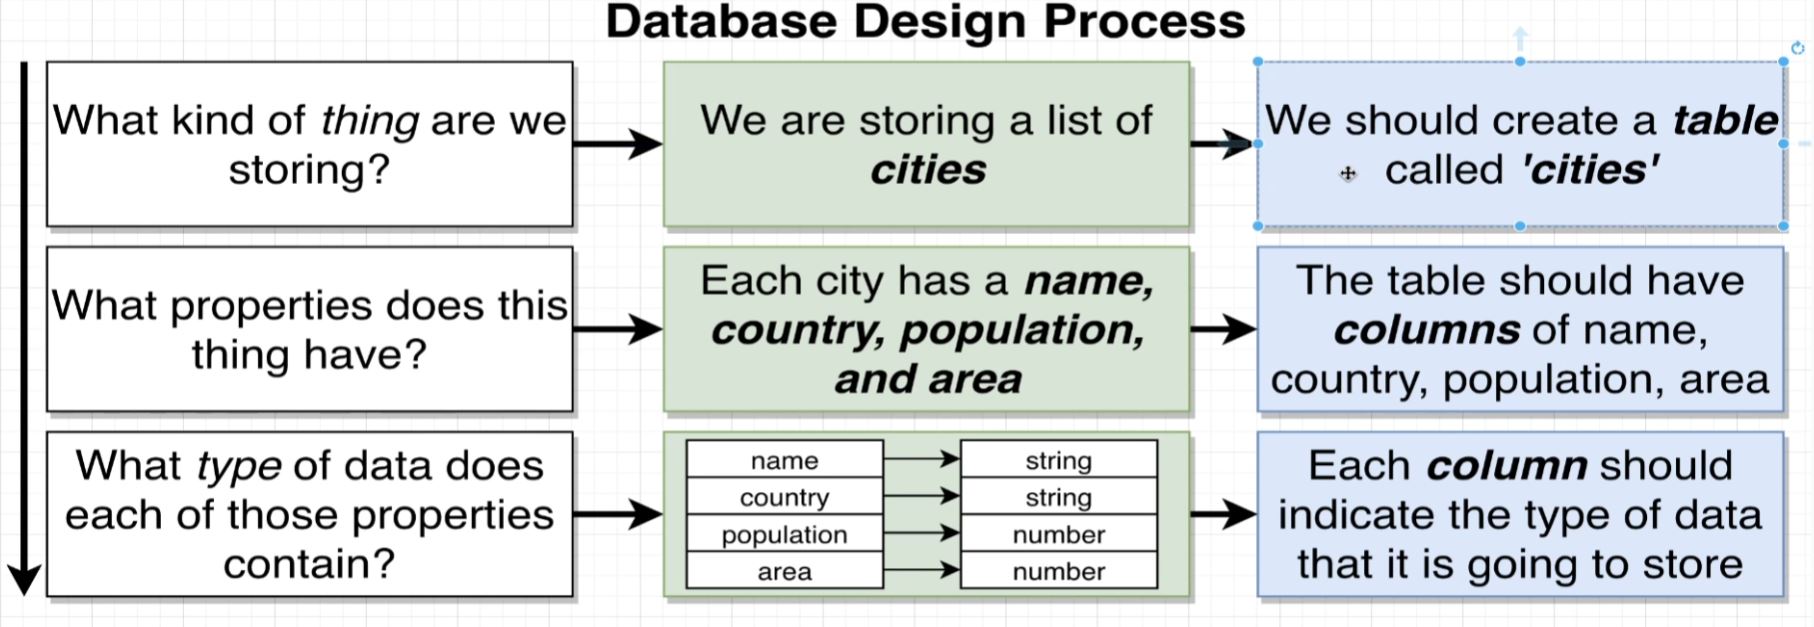 Database Design Process
What kind of thing are we
storing?
We are storing a list of
cities
We should create a table
called 'cities'
What properties does this
thing have?
Each city has a name,
country, population,
and area
The table should have
columns of name,
country, population, area
What type of data does
each of those properties
contain?
name
string
country
string
population
number
area
number
Each column should
indicate the type of data
that it is going to store